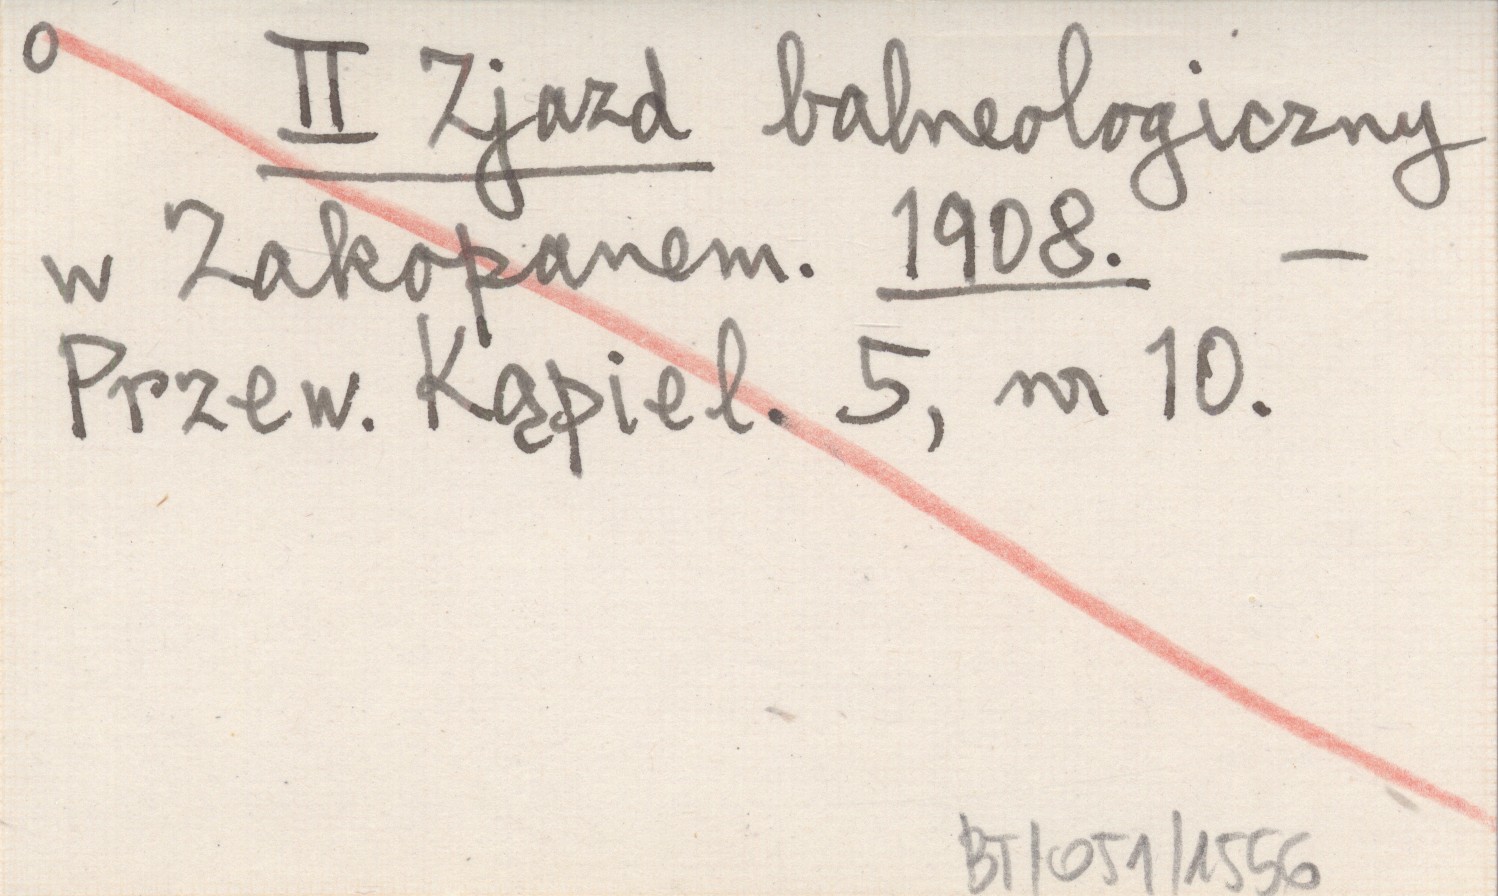 o II Zjazd balneologiczny
w Zakopanem. 1908. —
Przew. Kąpiel. 5, nr 10.
BT/051/1556